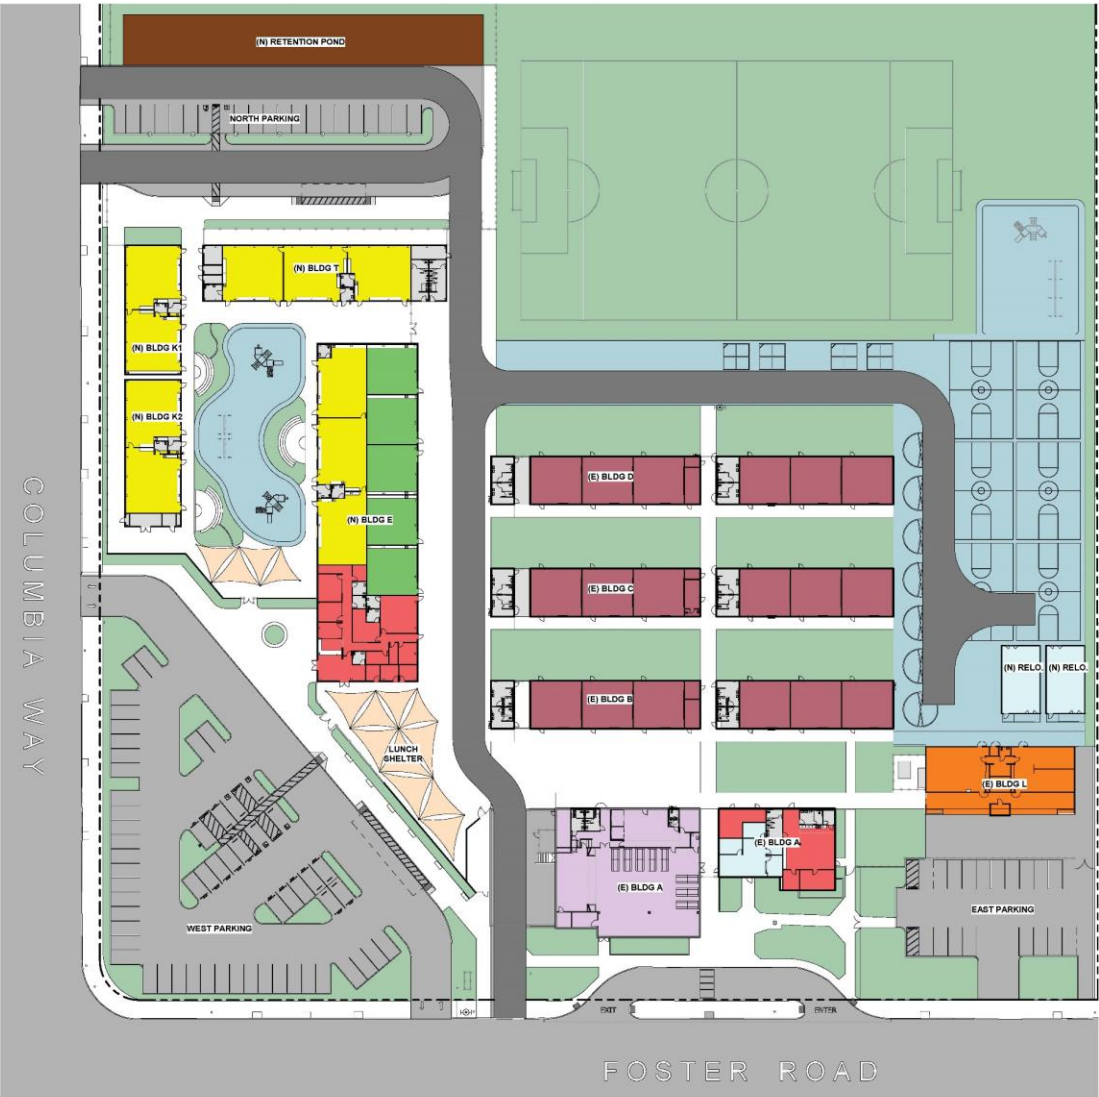 (N) RETENTION POND
NORTH PARKING
(N) BLDG T
(N) BLDG K1
(N) BLDG K2
(N) BLDG E
(E) BLDG D
(E) BLDG C
(E) BLDG B
(N) RELO.
(N) RELO.
LUNCH
SHELTER
(E) BLDG L
(E) BLDG A
(E) BLDG A
WEST PARKING
EAST PARKING
EXIT
ENTER
COLUMBIA WAY
FOSTER ROAD